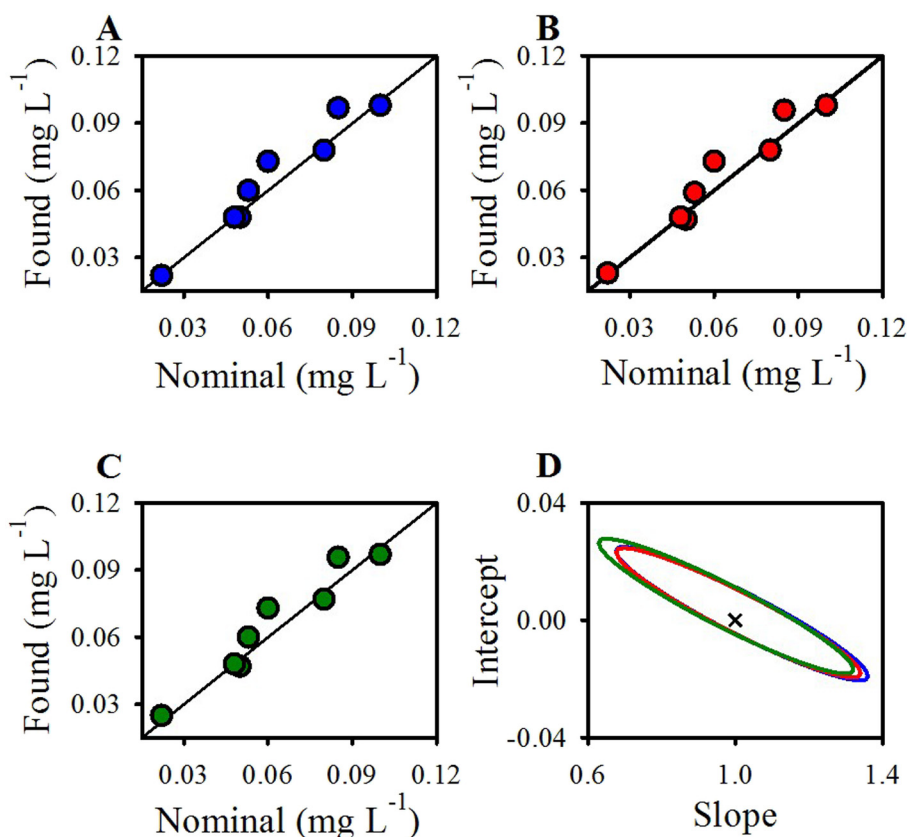 A
0.12
0.09
0.06
0.03
Found (mg L⁻¹)
0.03 0.06 0.09 0.12
Nominal (mg L⁻¹)
B
0.12
0.09
0.06
0.03
Found (mg L⁻¹)
0.03 0.06 0.09 0.12
Nominal (mg L⁻¹)
C
0.12
0.09
0.06
0.03
Found (mg L⁻¹)
0.03 0.06 0.09 0.12
Nominal (mg L⁻¹)
D
0.04
0.00
-0.04
Intercept
0.6 1.0 1.4
Slope